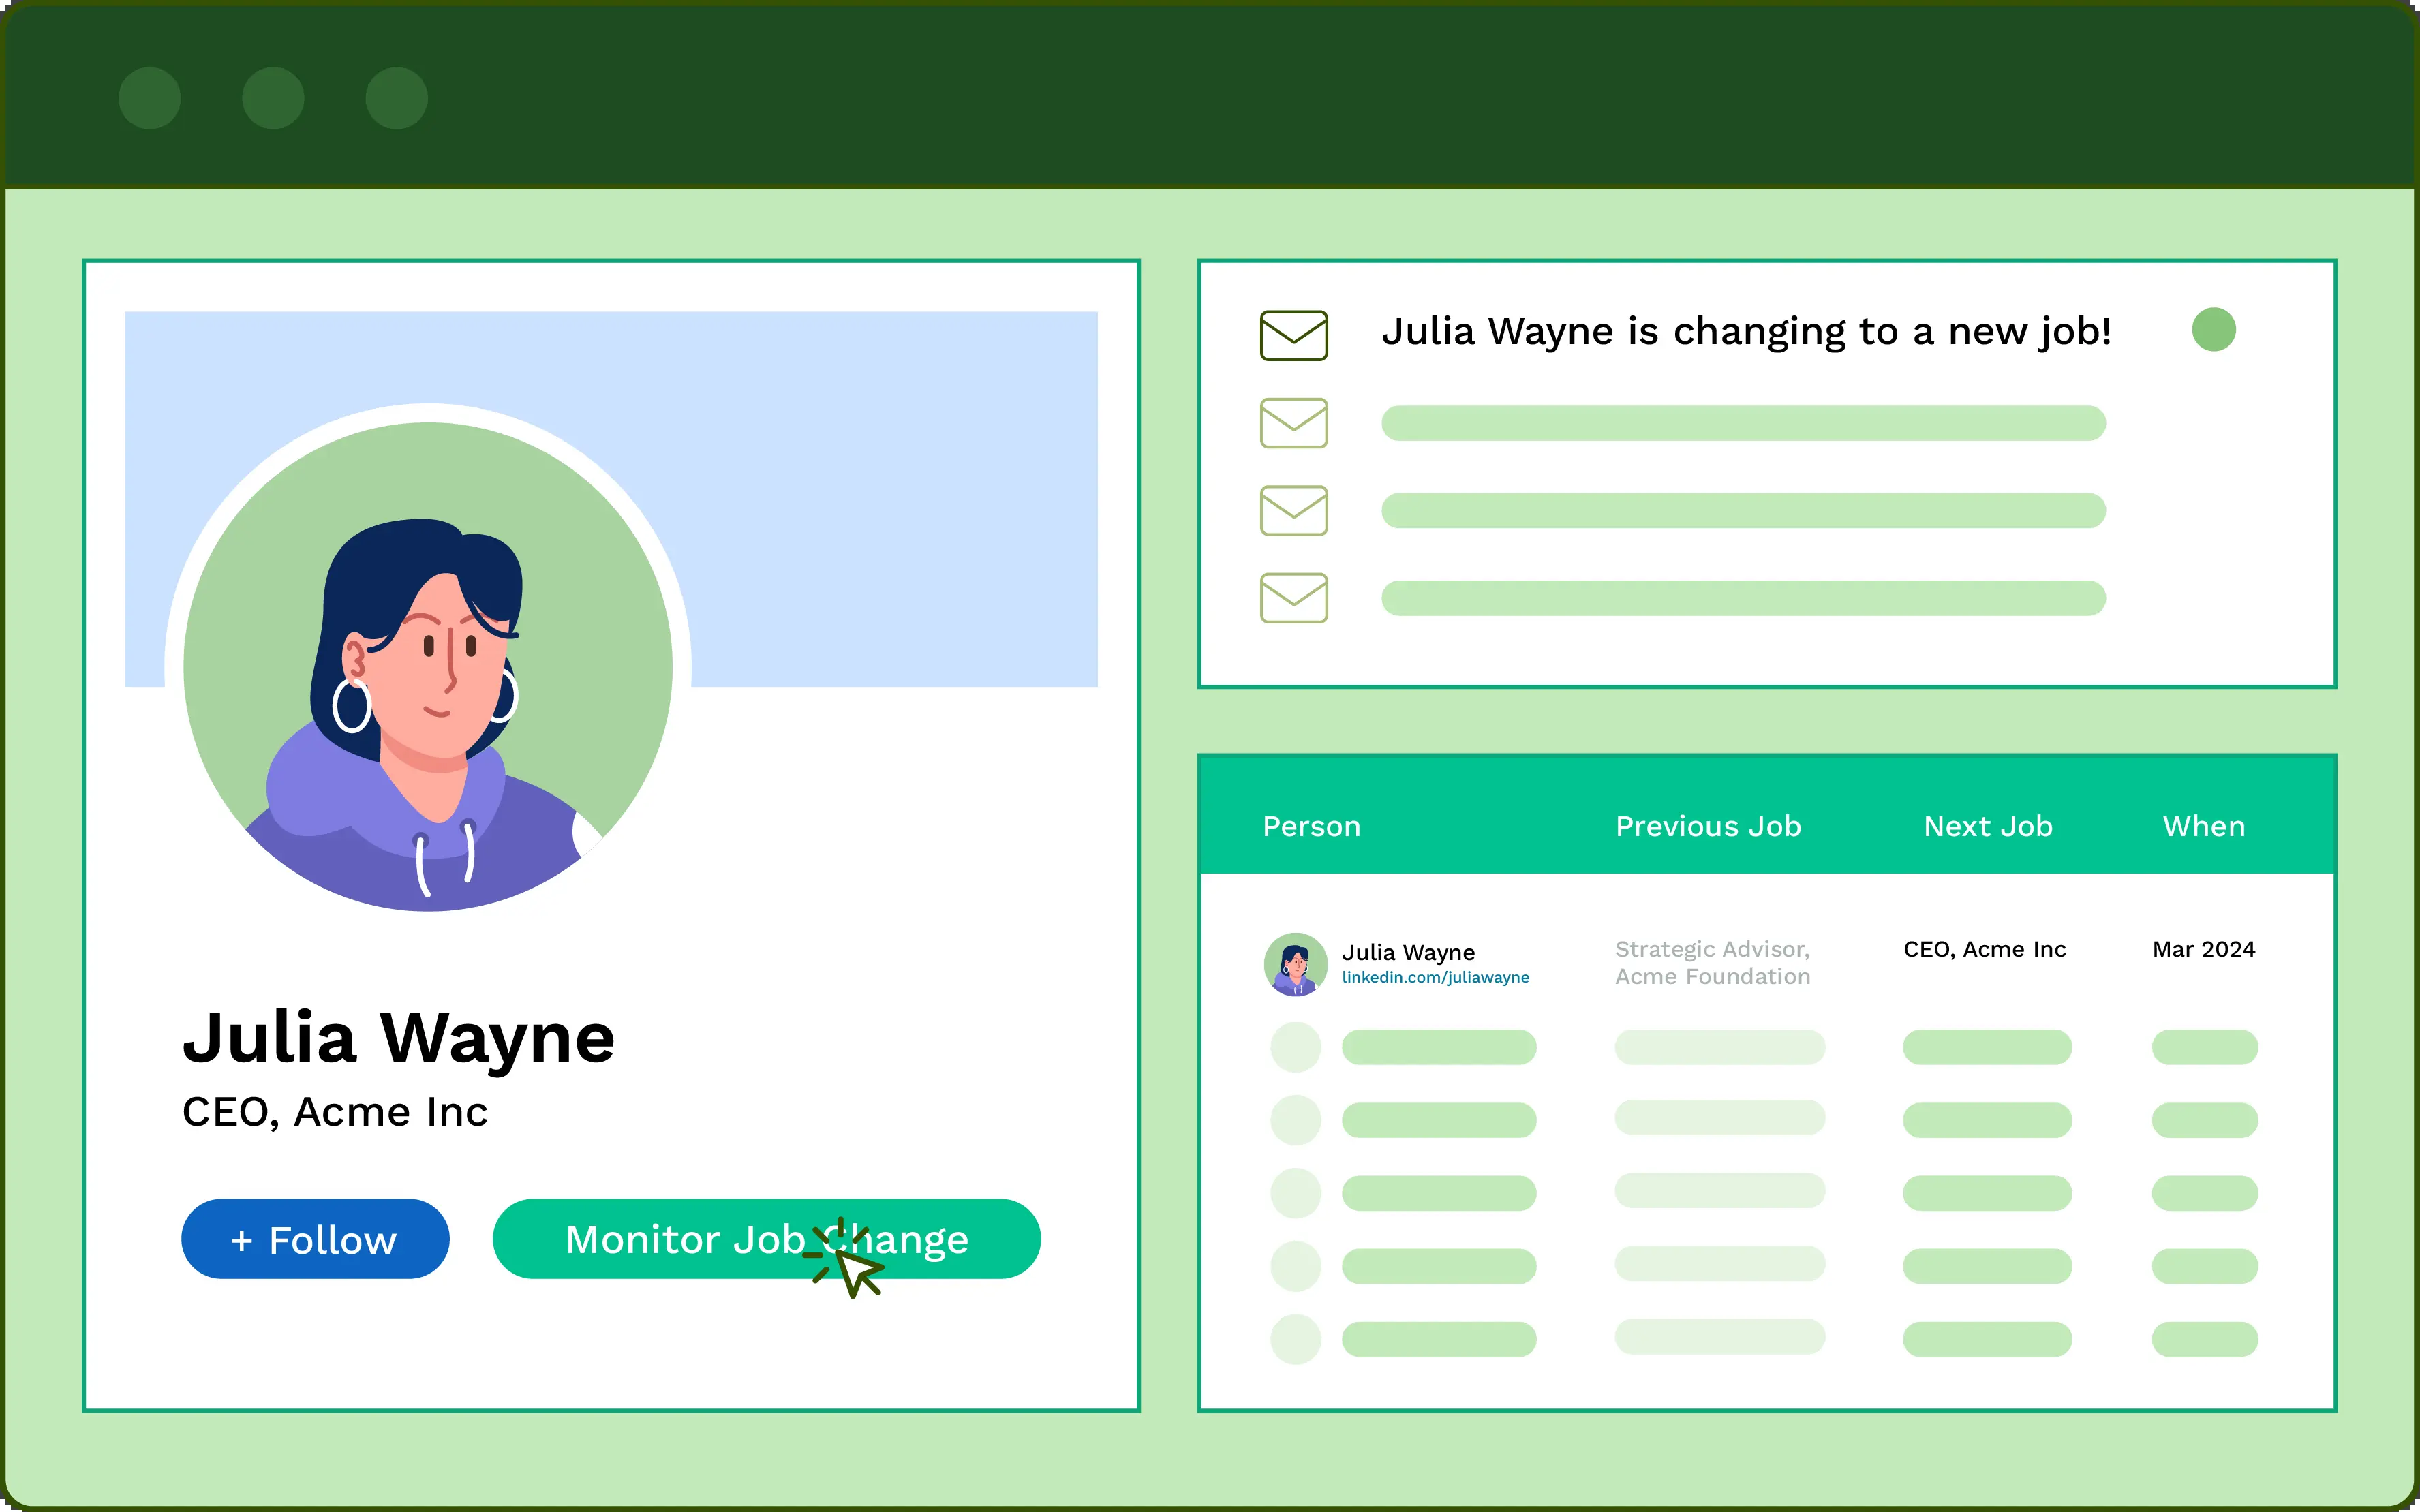 Julia Wayne
CEO, Acme Inc
+ Follow
Monitor Job Change
Julia Wayne is changing to a new job!
Person Previous Job Next Job When
Julia Wayne
linkedin.com/juliawayne
Strategic Advisor,
Acme Foundation
CEO, Acme Inc
Mar 2024